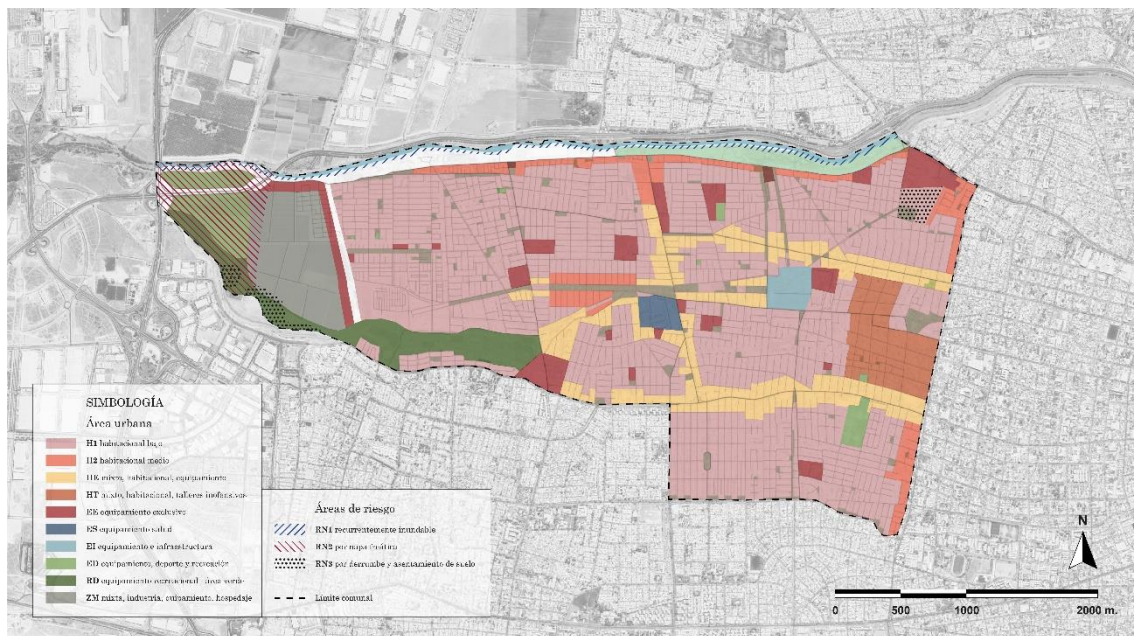 SIMBOLOGÍA
Área urbana
H1 habitacional bajo
H2 habitacional medio
HE mixto, habitacional, equipamiento
HT mixto, habitacional, talleres inofensivos
EE equipamiento exclusivo
ES equipamiento salud
EI equipamiento e infraestructura
ED equipamiento, deporte y recreación
RD equipamiento recreacional - área verde
ZM mixta, industria, equipamiento, hospedaje
Áreas de riesgo
RN1 recurrentemente inundable
RN2 por napa freática
RN3 por derrumbe y asentamiento de suelo
Límite comunal
N
0 500 1000 2000 m.